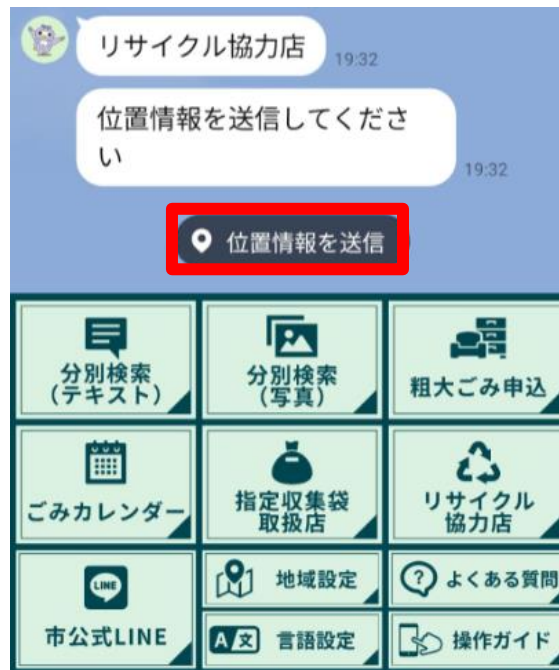 リサイクル協力店
19:32
位置情報を送信してくださ
い
19:32
位置情報を送信
分別検索
(テキスト)
分別検索
(写真)
粗大ごみ申込
ごみカレンダー
指定収集袋
取扱店
リサイクル
協力店
LINE
市公式LINE
地域設定
? よくある質問
A文 言語設定
操作ガイド